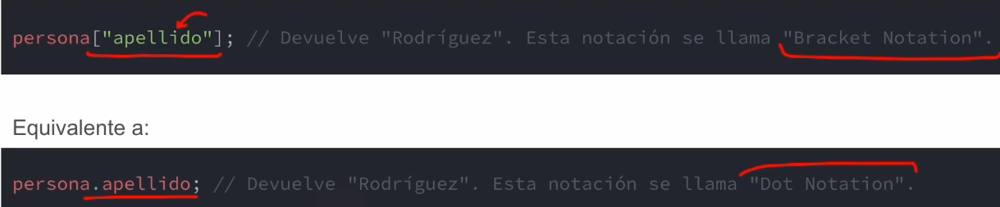 persona["apellido"]; // Devuelve "Rodríguez". Esta notación se llama "Bracket Notation".
Equivalente a:
persona.apellido; // Devuelve "Rodríguez". Esta notación se llama "Dot Notation".